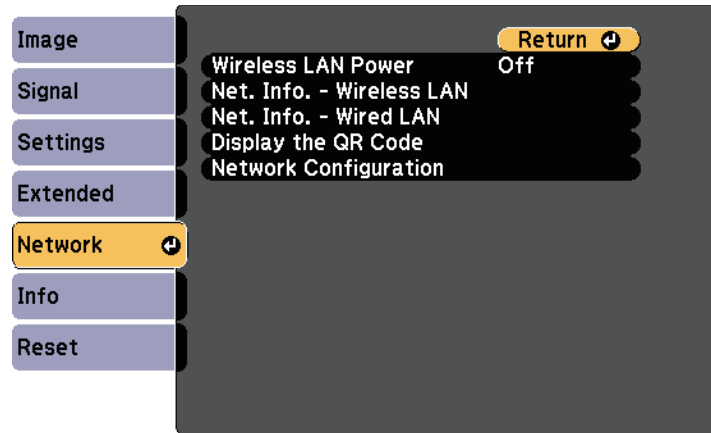 Image
Signal
Settings
Extended
Network
Info
Reset
Return
Wireless LAN Power Off
Net. Info. - Wireless LAN
Net. Info. - Wired LAN
Display the QR Code
Network Configuration